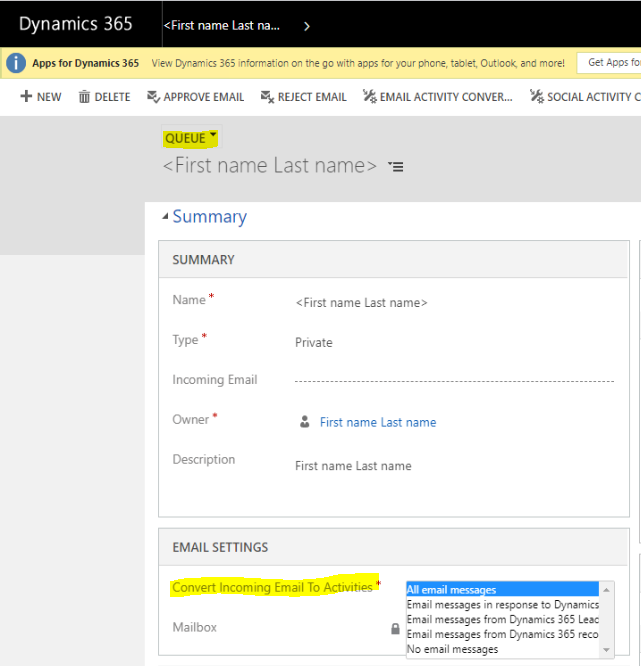 Dynamics 365 <First name Last na... >
Apps for Dynamics 365 View Dynamics 365 information on the go with apps for your phone, tablet, Outlook, and more! Get Apps fo
NEW DELETE APPROVE EMAIL REJECT EMAIL EMAIL ACTIVITY CONVER... SOCIAL ACTIVITY C
QUEUE
<First name Last name>
Summary
SUMMARY
Name * <First name Last name>
Type * Private
Incoming Email
Owner * First name Last name
Description First name Last name
EMAIL SETTINGS
Convert Incoming Email To Activities *
All email messages
Email messages in response to Dynamics
Email messages from Dynamics 365 Lead
Email messages from Dynamics 365 reco
No email messages
Mailbox